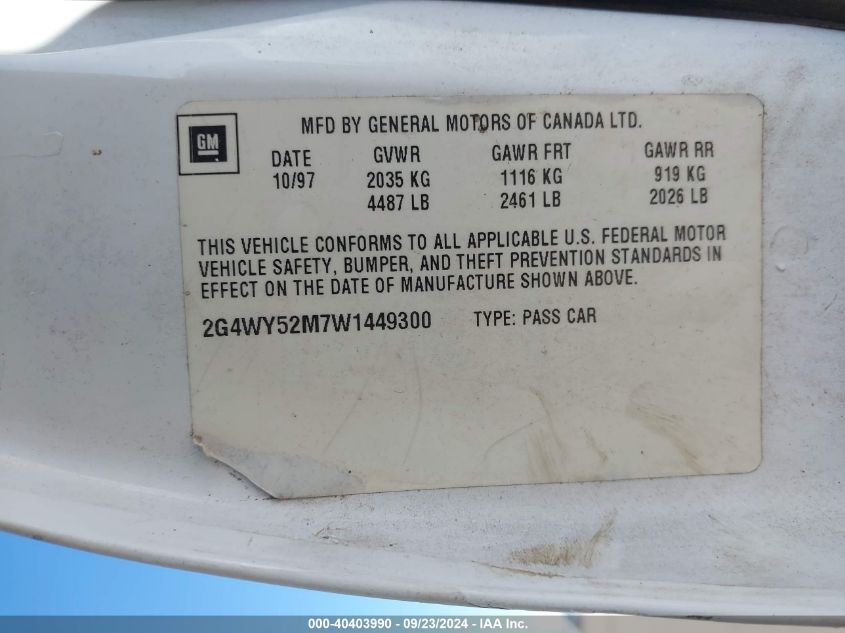 MFD BY GENERAL MOTORS OF CANADA LTD.
GM
DATE GVWR GAWR FRT GAWR RR
10/97 2035 KG 1116 KG 919 KG
4487 LB 2461 LB 2026 LB
THIS VEHICLE CONFORMS TO ALL APPLICABLE U.S. FEDERAL MOTOR
VEHICLE SAFETY, BUMPER, AND THEFT PREVENTION STANDARDS IN
EFFECT ON THE DATE OF MANUFACTURE SHOWN ABOVE.
2G4WY52M7W1449300 TYPE: PASS CAR
000-40403990 - 09/23/2024 - IAA Inc.